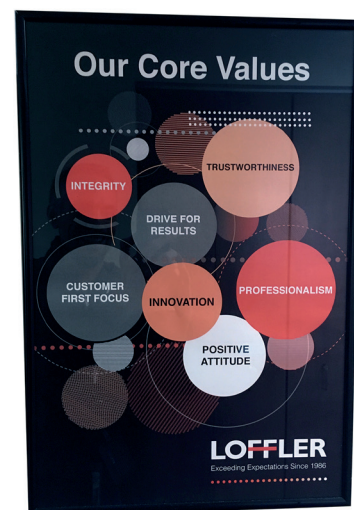 Our Core Values
TRUSTWORTHINESS
INTEGRITY
DRIVE FOR
RESULTS
CUSTOMER
FIRST FOCUS
INNOVATION
PROFESSIONALISM
POSITIVE
ATTITUDE
LOFFLER
Exceeding Expectations Since 1986